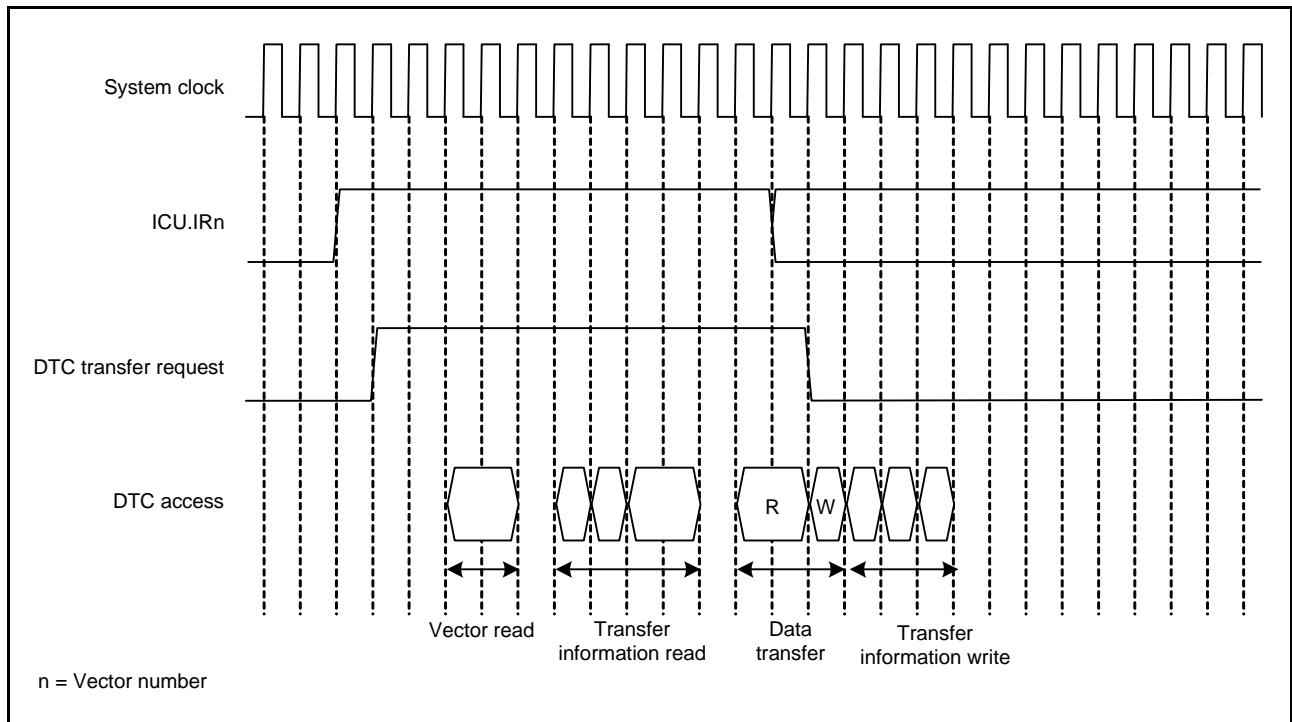 System clock
ICU.IRn
DTC transfer request
DTC access
R
W
Vector read
Transfer
information read
Data
transfer
Transfer
information write
n = Vector number